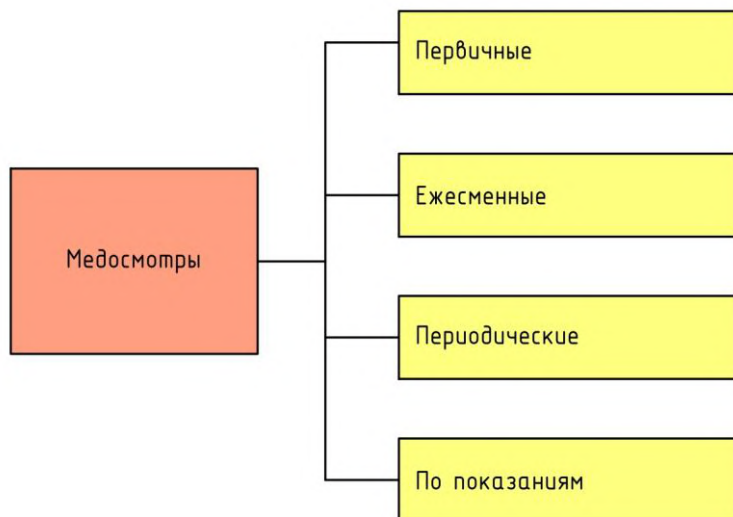 Первичные
Ежесменные
Медосмотры
Периодические
По показаниям